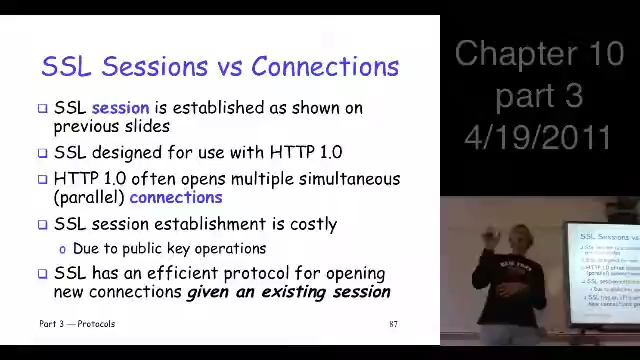 SSL Sessions vs Connections
SSL session is established as shown on
previous slides
SSL designed for use with HTTP 1.0
HTTP 1.0 often opens multiple simultaneous
(parallel) connections
SSL session establishment is costly
Due to public key operations
SSL has an efficient protocol for opening
new connections given an existing session
Part 3 — Protocols
87
Chapter 10
part 3
4/19/2011
SSL Sessions vs